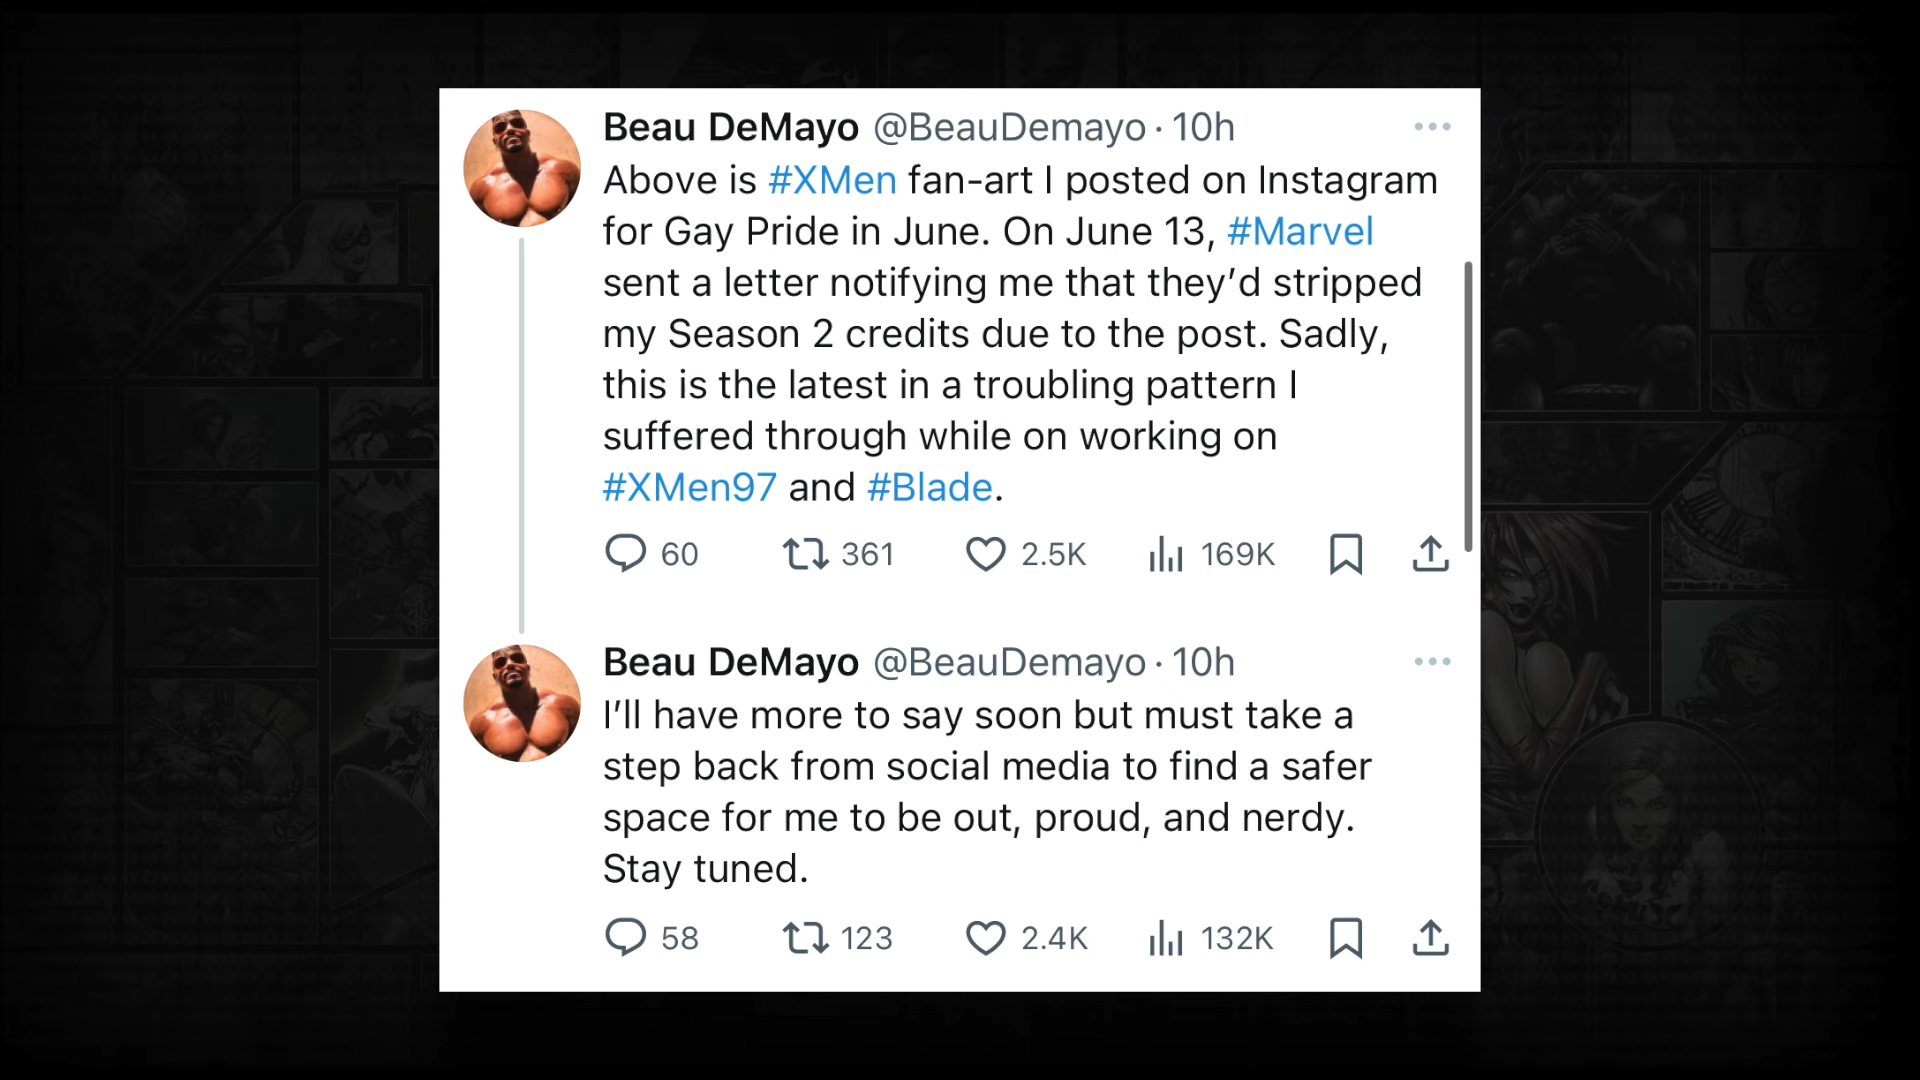 Beau DeMayo @BeauDemayo · 10h
Above is #XMen fan-art I posted on Instagram
for Gay Pride in June. On June 13, #Marvel
sent a letter notifying me that they’d stripped
my Season 2 credits due to the post. Sadly,
this is the latest in a troubling pattern I
suffered through while on working on
#XMen97 and #Blade.
60 361 2.5K 169K
Beau DeMayo @BeauDemayo · 10h
I’ll have more to say soon but must take a
step back from social media to find a safer
space for me to be out, proud, and nerdy.
Stay tuned.
58 123 2.4K 132K